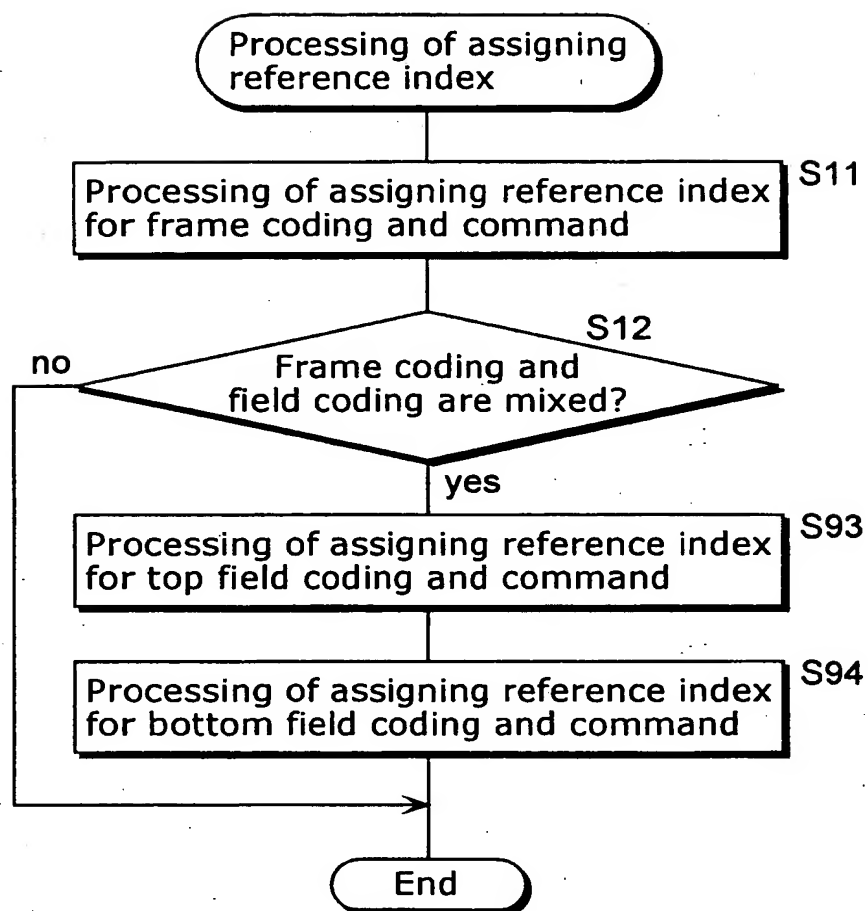 Processing of assigning
reference index
S11
Processing of assigning reference index
for frame coding and command
S12
no
Frame coding and
field coding are mixed?
yes
S93
Processing of assigning reference index
for top field coding and command
S94
Processing of assigning reference index
for bottom field coding and command
End